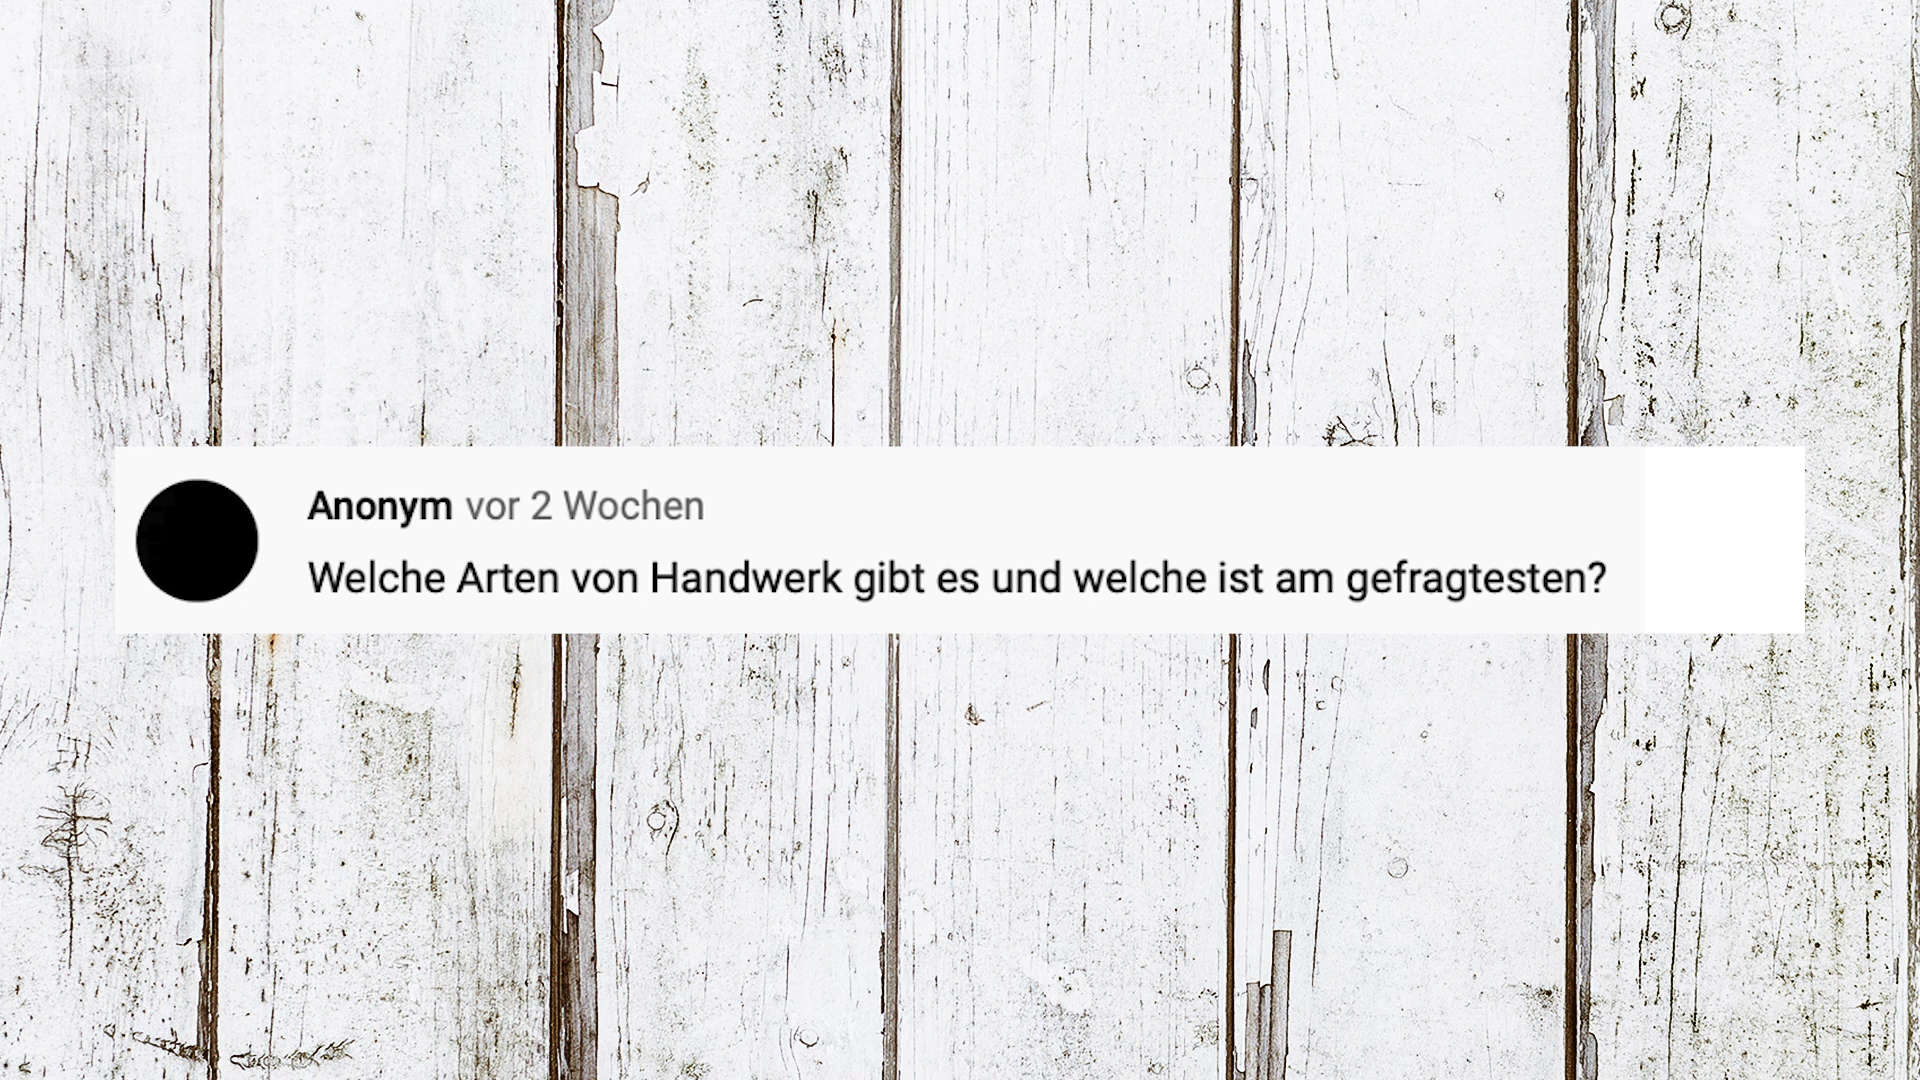 Anonym vor 2 Wochen
Welche Arten von Handwerk gibt es und welche ist am gefragtesten?